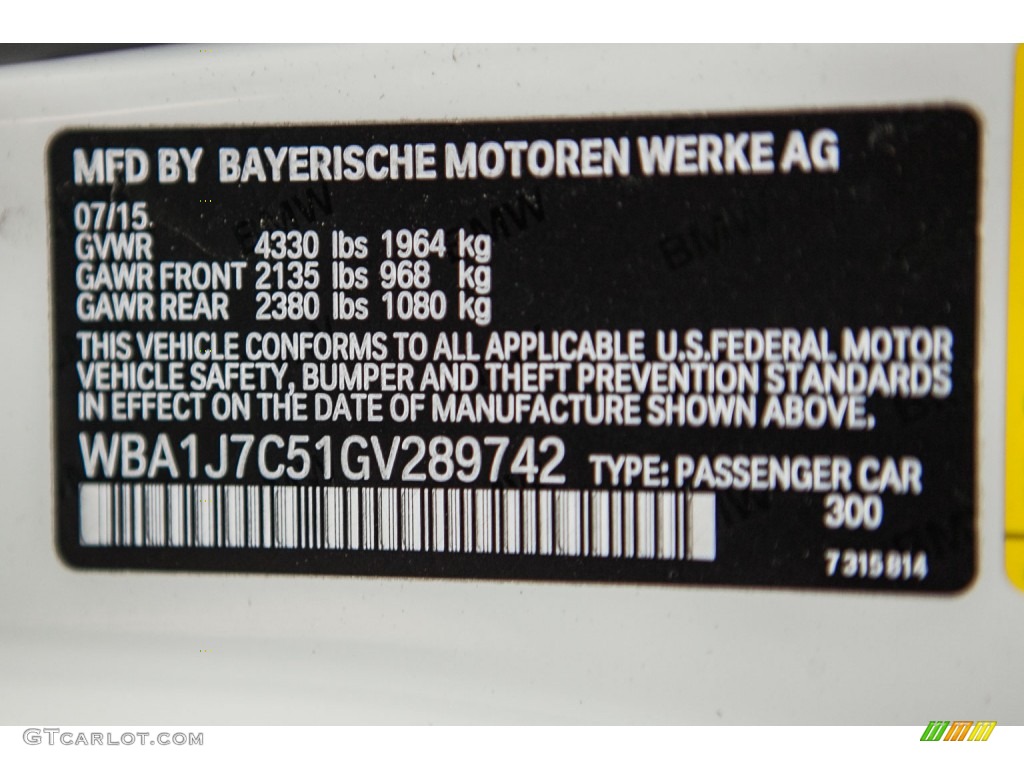 MFD BY BAYERISCHE MOTOREN WERKE AG
07/15
GVWR 4330 lbs 1964 kg
GAWR FRONT 2135 lbs 968 kg
GAWR REAR 2380 lbs 1080 kg
THIS VEHICLE CONFORMS TO ALL APPLICABLE U.S.FEDERAL MOTOR
VEHICLE SAFETY, BUMPER AND THEFT PREVENTION STANDARDS
IN EFFECT ON THE DATE OF MANUFACTURE SHOWN ABOVE.
WBA1J7C51GV289742 TYPE: PASSENGER CAR
300
7315814
GTCARLOT.COM